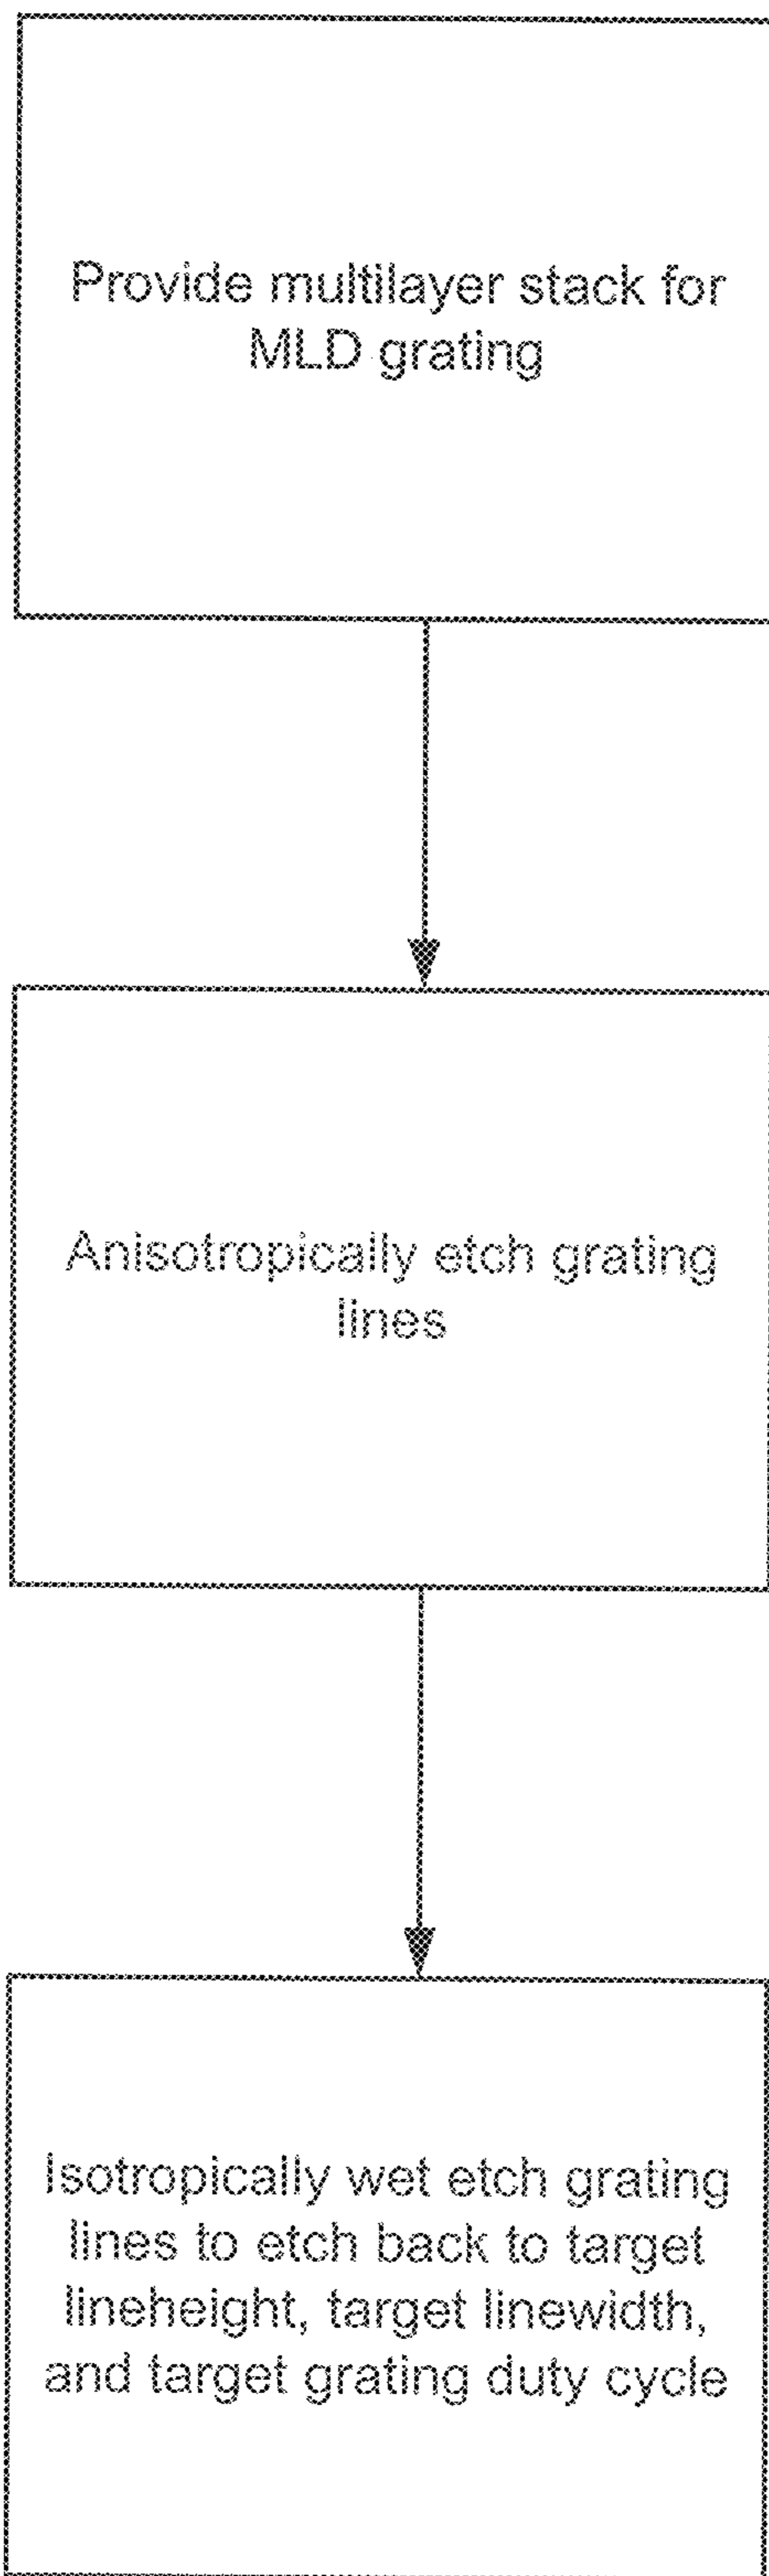 Provide multilayer stack for
MLD grating
Anisotropically etch grating
lines
Isotropically wet etch grating
lines to etch back to target
lineheight, target linewidth,
and target grating duty cycle